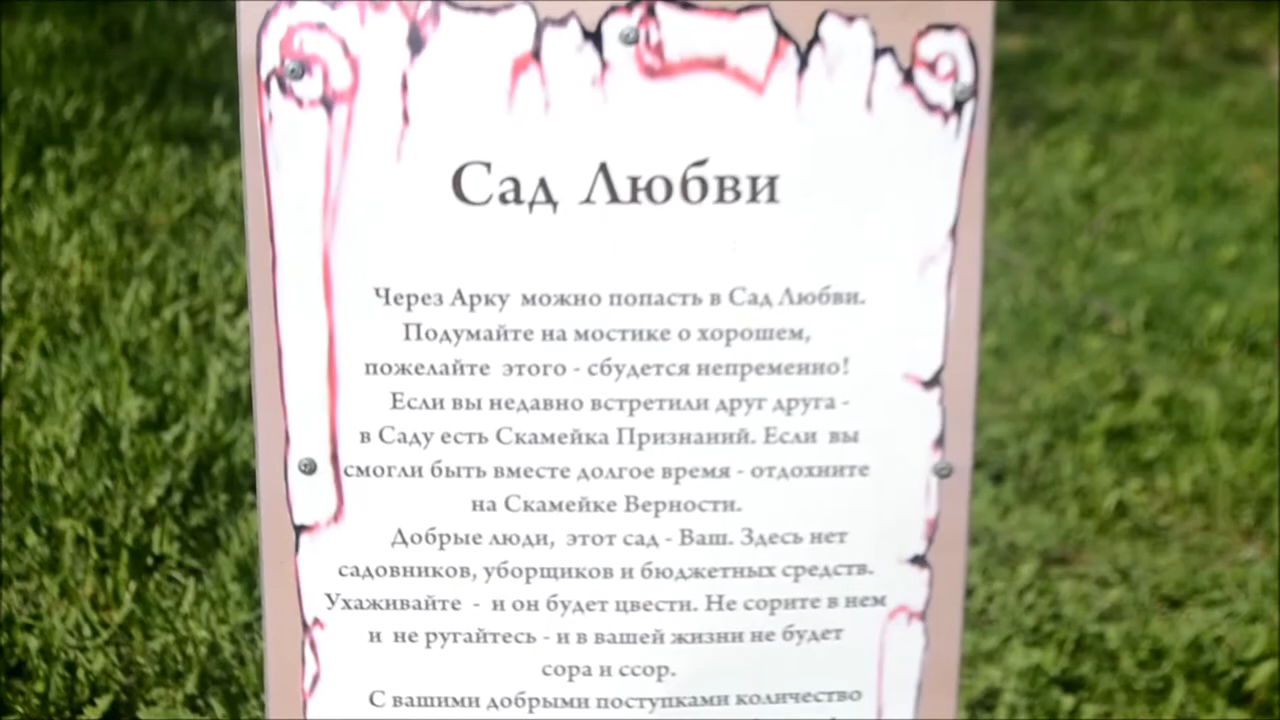 Сад Любви
Через Арку можно попасть в Сад Любви.
Подумайте на мостике о хорошем,
пожелайте этого - сбудется непременно!
Если вы недавно встретили друг друга -
в Саду есть Скамейка Признаний. Если вы
смогли быть вместе долгое время - отдохните
на Скамейке Верности.
Добрые люди, этот сад - Ваш. Здесь нет
садовников, уборщиков и бюджетных средств.
Ухаживайте - и он будет цвести. Не сорите в нем
и не ругайтесь - и в вашей жизни не будет
сора и ссор.
С вашими добрыми поступками количество